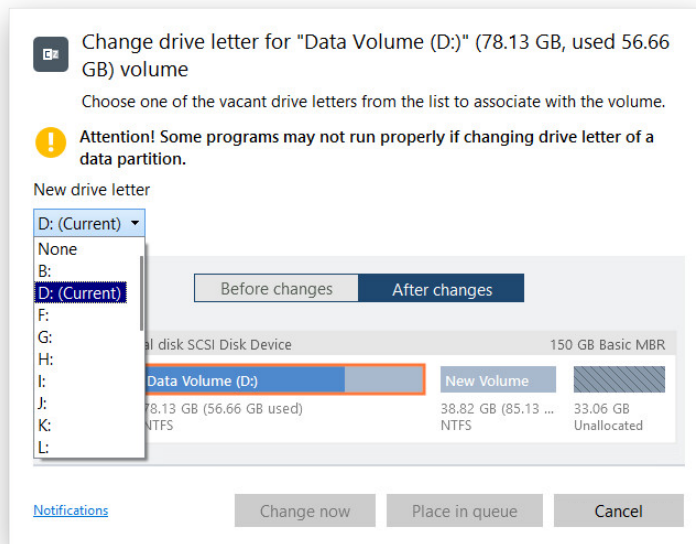 Change drive letter for "Data Volume (D:)" (78.13 GB, used 56.66
GB) volume
Choose one of the vacant drive letters from the list to associate with the volume.
Attention! Some programs may not run properly if changing drive letter of a
data partition.
New drive letter
D: (Current)
None
B:
D: (Current)
F:
G:
H:
I:
J:
K:
L:
Before changes After changes
disk SCSI Disk Device 150 GB Basic MBR
Data Volume (D:) New Volume
78.13 GB (56.66 GB used) 38.82 GB (85.13 ... 33.06 GB
NTFS NTFS Unallocated
Notifications Change now Place in queue Cancel